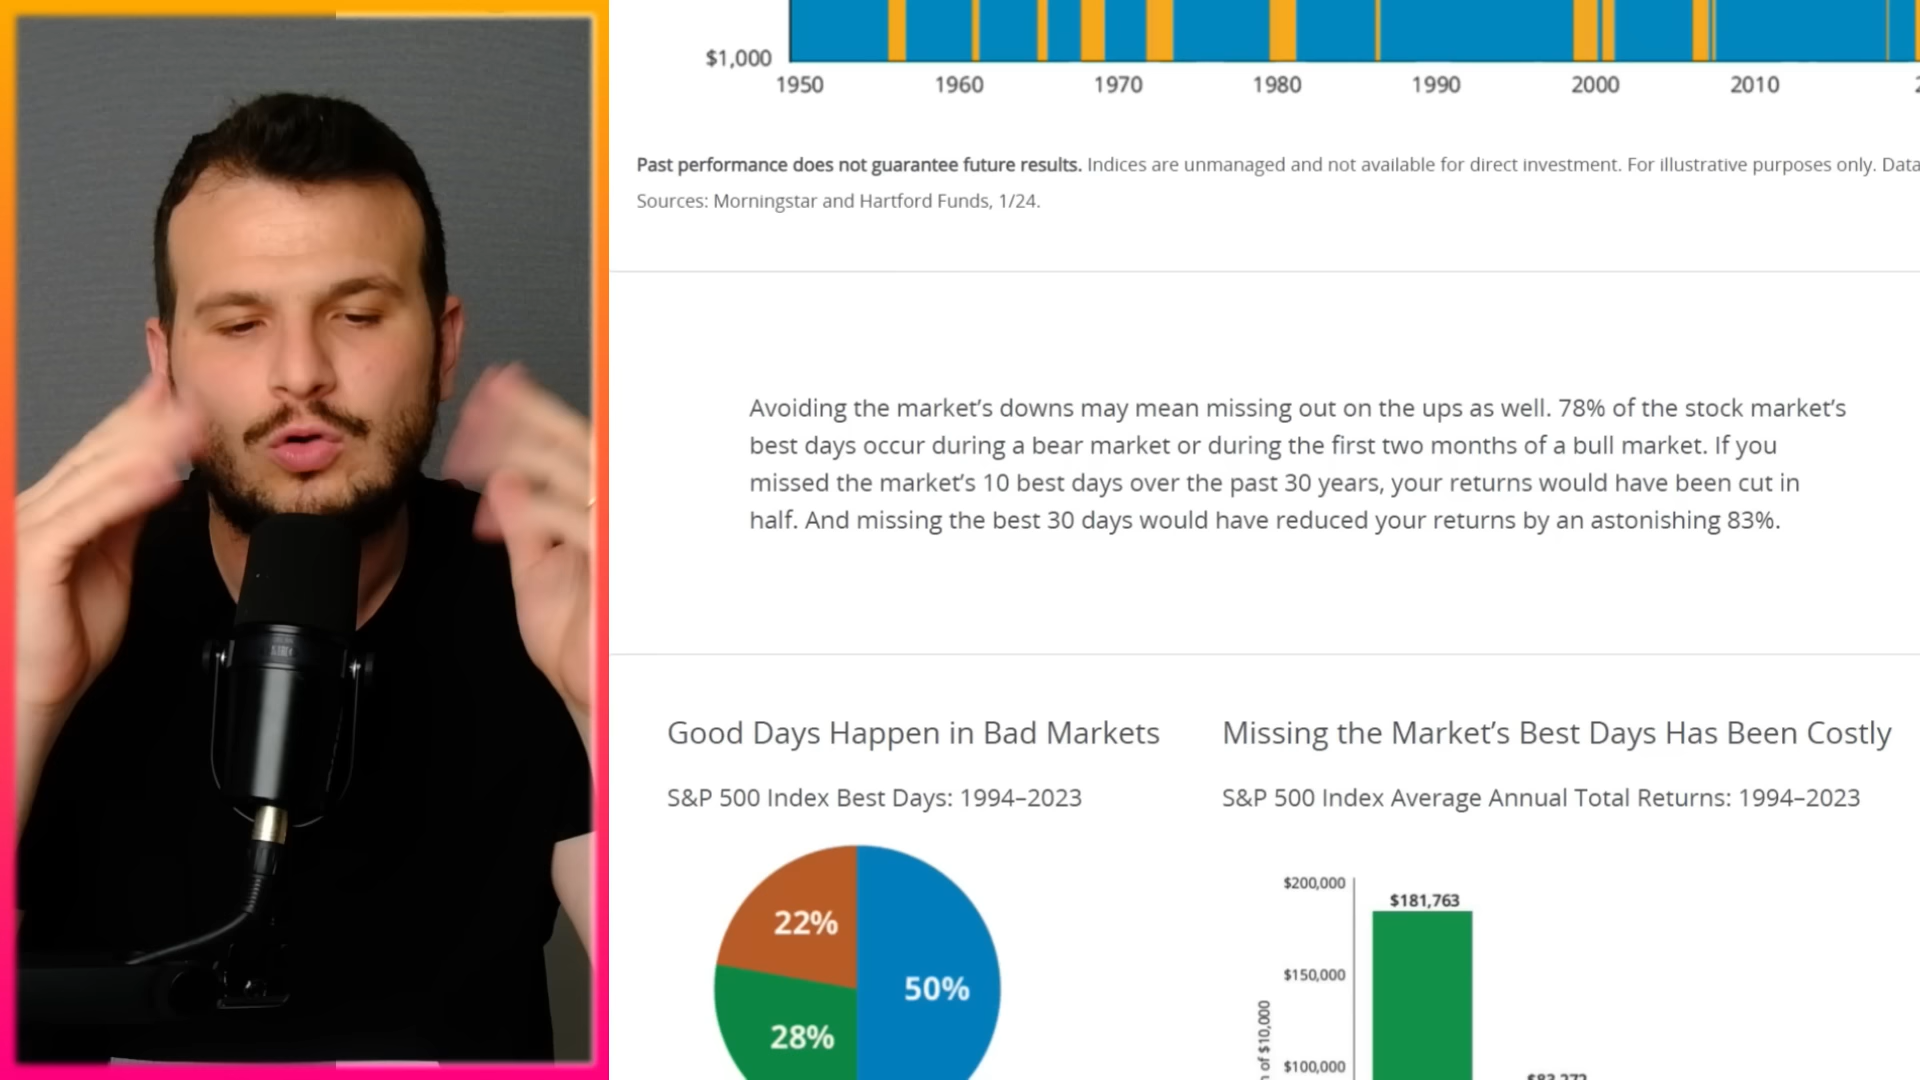 $1,000
1950 1960 1970 1980 1990 2000 2010
Past performance does not guarantee future results. Indices are unmanaged and not available for direct investment. For illustrative purposes only. Data
Sources: Morningstar and Hartford Funds, 1/24.
Avoiding the market’s downs may mean missing out on the ups as well. 78% of the stock market’s
best days occur during a bear market or during the first two months of a bull market. If you
missed the market’s 10 best days over the past 30 years, your returns would have been cut in
half. And missing the best 30 days would have reduced your returns by an astonishing 83%.
Good Days Happen in Bad Markets
S&P 500 Index Best Days: 1994–2023
22%
50%
28%
Missing the Market’s Best Days Has Been Costly
S&P 500 Index Average Annual Total Returns: 1994–2023
$200,000
$181,763
$150,000
$100,000
of $10,000